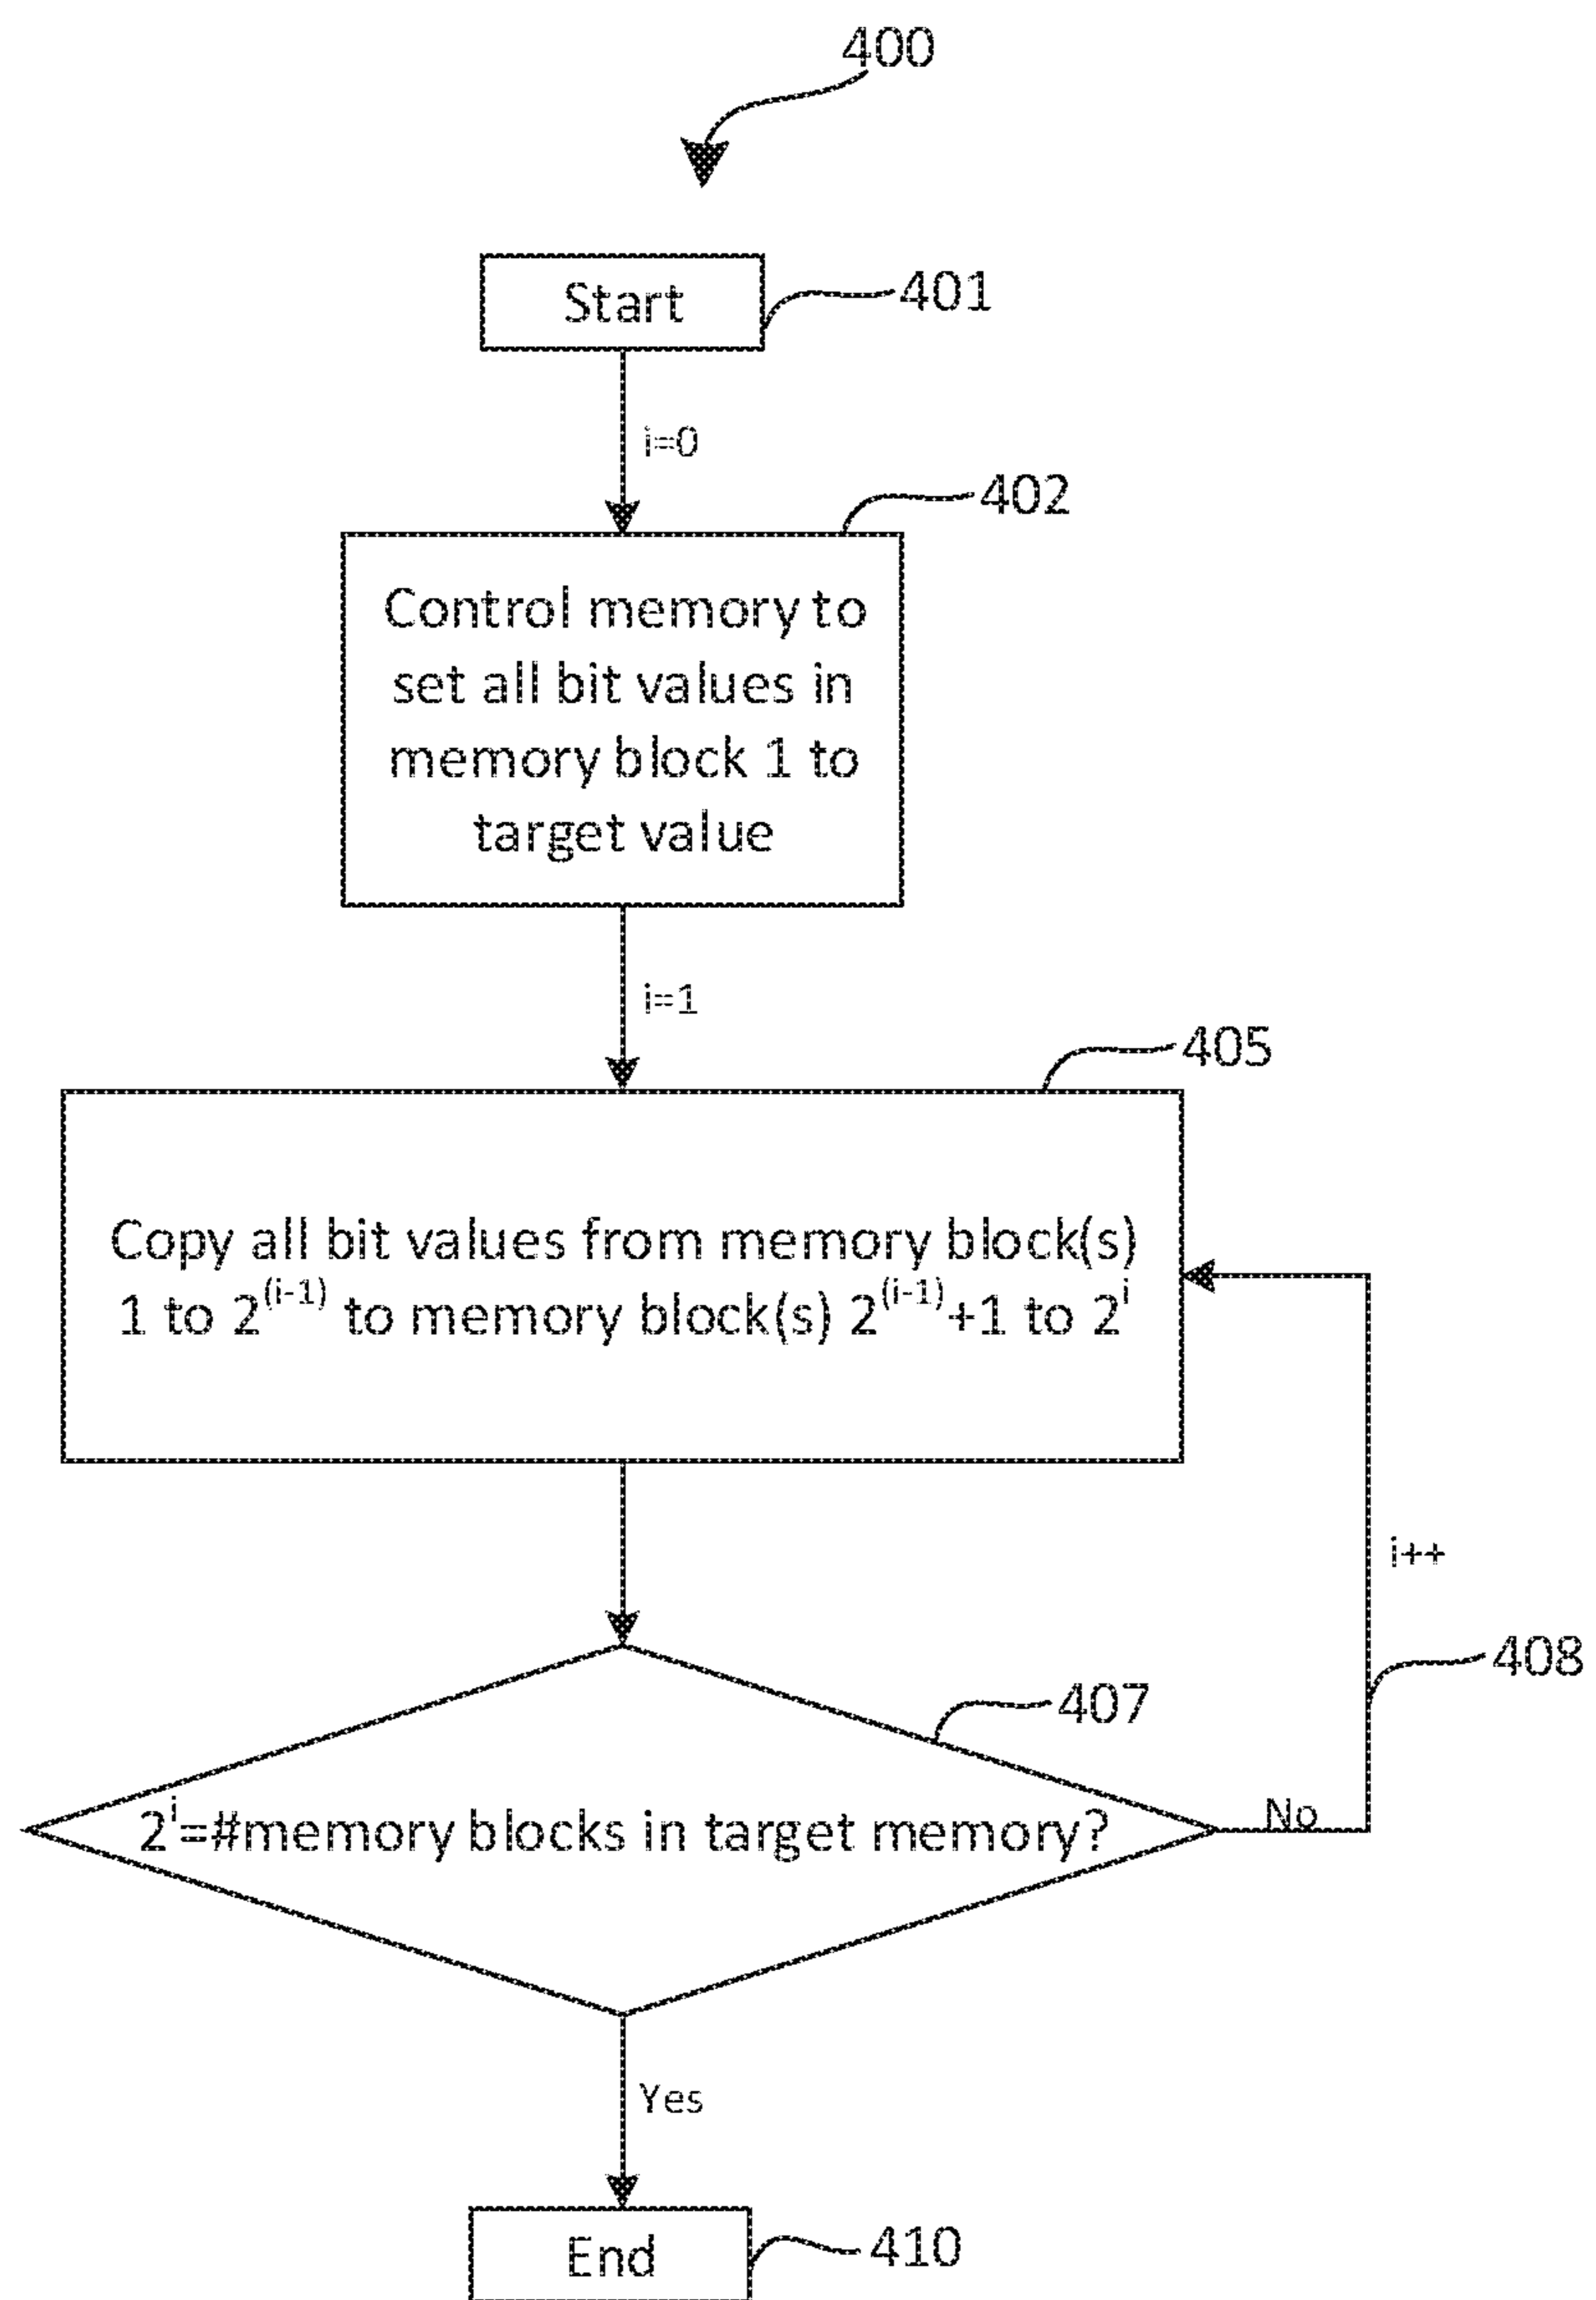 400
Start
401
i=0
402
Control memory to
set all bit values in
memory block 1 to
target value
i=1
405
Copy all bit values from memory block(s)
1 to 2^(i-1) to memory block(s) 2^(i-1)+1 to 2^i
i++
408
407
2^i=#memory blocks in target memory?
No
Yes
End
410